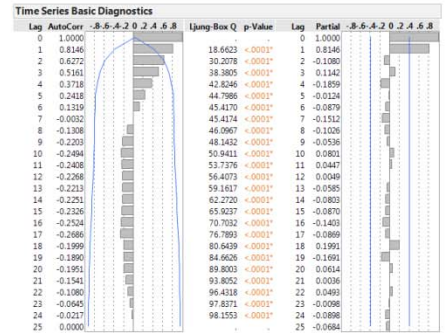 Time Series Basic Diagnostics
Lag AutoCorr -.8-.6-.4-.2 0 .2 .4 .6 .8 Ljung-Box Q p-Value Lag Partial -.8-.6-.4-.2 0 .2 .4 .6 .8
0 1.0000 . . 0 1.0000
1 0.8146 18.6623 <.0001* 1 0.8146
2 0.6272 30.2078 <.0001* 2 -0.1080
3 0.5161 38.3805 <.0001* 3 0.1142
4 0.3718 42.8246 <.0001* 4 -0.1859
5 0.2418 44.7986 <.0001* 5 -0.0124
6 0.1319 45.4170 <.0001* 6 -0.0879
7 -0.0032 45.4174 <.0001* 7 -0.1512
8 -0.1308 46.0967 <.0001* 8 -0.1026
9 -0.2203 48.1432 <.0001* 9 -0.0536
10 -0.2494 50.9411 <.0001* 10 0.0801
11 -0.2408 53.7376 <.0001* 11 0.0447
12 -0.2268 56.4073 <.0001* 12 0.0049
13 -0.2213 59.1617 <.0001* 13 -0.0585
14 -0.2251 62.2720 <.0001* 14 -0.0803
15 -0.2326 65.9237 <.0001* 15 -0.0870
16 -0.2524 70.7032 <.0001* 16 -0.1403
17 -0.2686 76.7893 <.0001* 17 -0.0869
18 -0.1999 80.6439 <.0001* 18 0.1991
19 -0.1890 84.6626 <.0001* 19 -0.1691
20 -0.1951 89.8003 <.0001* 20 0.0614
21 -0.1541 93.8052 <.0001* 21 0.0036
22 -0.1080 96.4318 <.0001* 22 0.0493
23 -0.0645 97.8371 <.0001* 23 -0.0098
24 -0.0217 98.1553 <.0001* 24 -0.0898
25 0.0000 . . 25 -0.0684